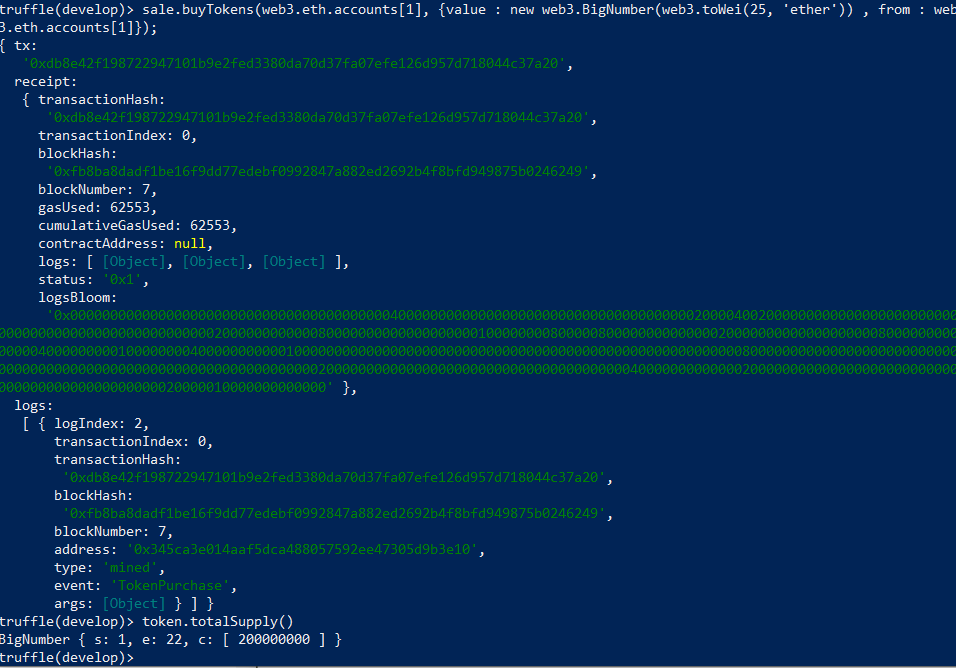 truffle(develop)> sale.buyTokens(web3.eth.accounts[1], {value : new web3.BigNumber(web3.toWei(25, 'ether')) , from : web
3.eth.accounts[1]});
{ tx:
'0xdb8e42f198722947101b9e2fed3380da70d37fa07efe126d957d718044c37a20',
receipt:
{ transactionHash:
'0xdb8e42f198722947101b9e2fed3380da70d37fa07efe126d957d718044c37a20',
transactionIndex: 0,
blockHash:
'0xfb8ba8dadf1be16f9dd77edebf0992847a882ed2692b4f8bfd949875b0246249',
blockNumber: 7,
gasUsed: 62553,
cumulativeGasUsed: 62553,
contractAddress: null,
logs: [ [Object], [Object], [Object] ],
status: '0x1',
logsBloom:
},
logs:
[ { logIndex: 2,
transactionIndex: 0,
transactionHash:
'0xdb8e42f198722947101b9e2fed3380da70d37fa07efe126d957d718044c37a20',
blockHash:
'0xfb8ba8dadf1be16f9dd77edebf0992847a882ed2692b4f8bfd949875b0246249',
blockNumber: 7,
address: '0x345ca3e014aaf5dca488057592ee47305d9b3e10',
type: 'mined',
event: 'TokenPurchase',
args: [Object] } ] }
truffle(develop)> token.totalSupply()
BigNumber { s: 1, e: 22, c: [ 200000000 ] }
truffle(develop)>